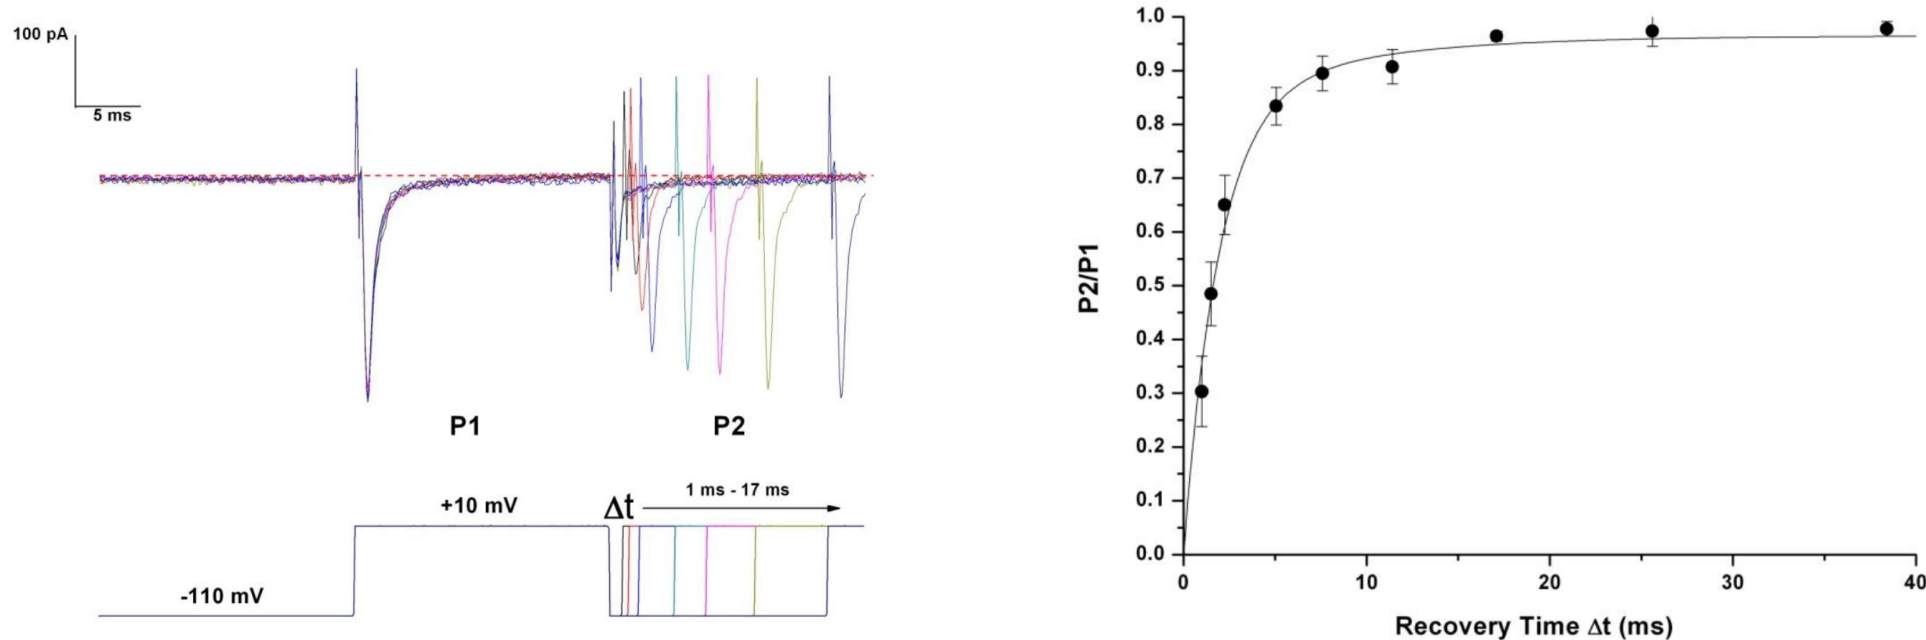 100 pA
5 ms
P1
P2
+10 mV
Δt
1 ms - 17 ms
-110 mV
1.0
0.9
0.8
0.7
0.6
0.5
0.4
0.3
0.2
0.1
0.0
P2/P1
0 10 20 30 40
Recovery Time Δt (ms)